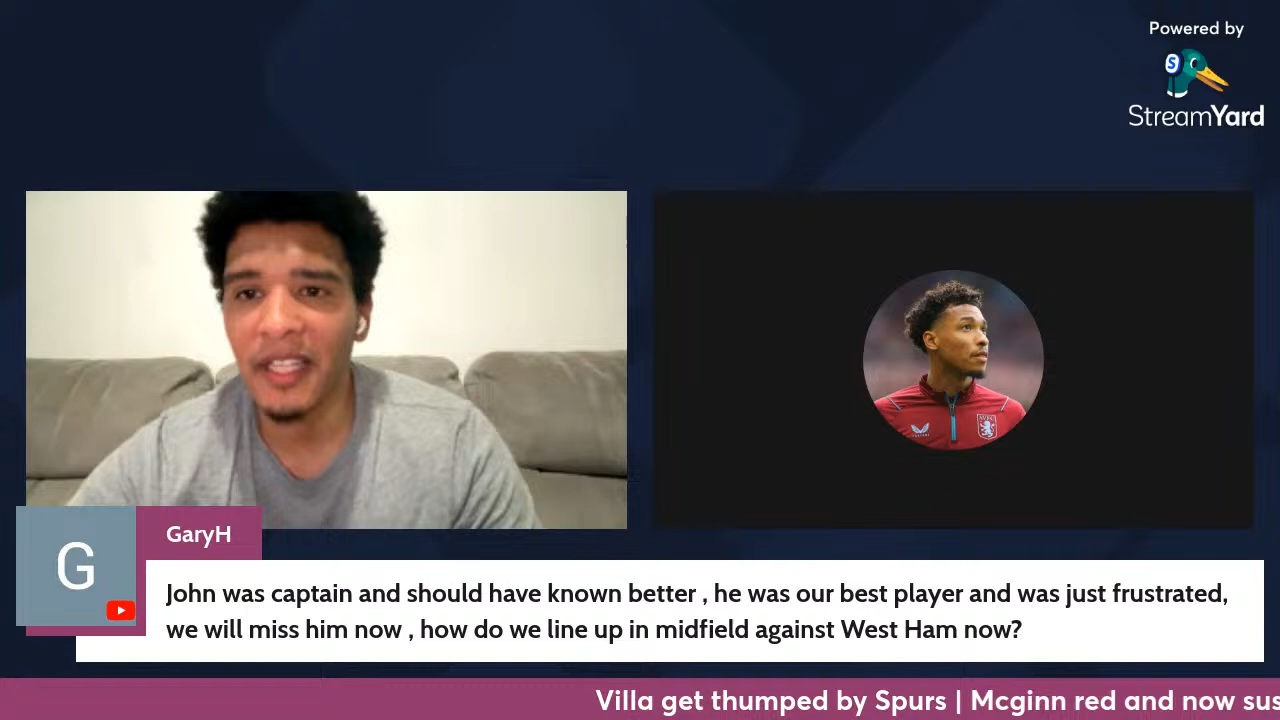 Powered by
S
StreamYard
AVFC
G
GaryH
John was captain and should have known better , he was our best player and was just frustrated,
we will miss him now , how do we line up in midfield against West Ham now?
Villa get thumped by Spurs | Mcginn red and now sus